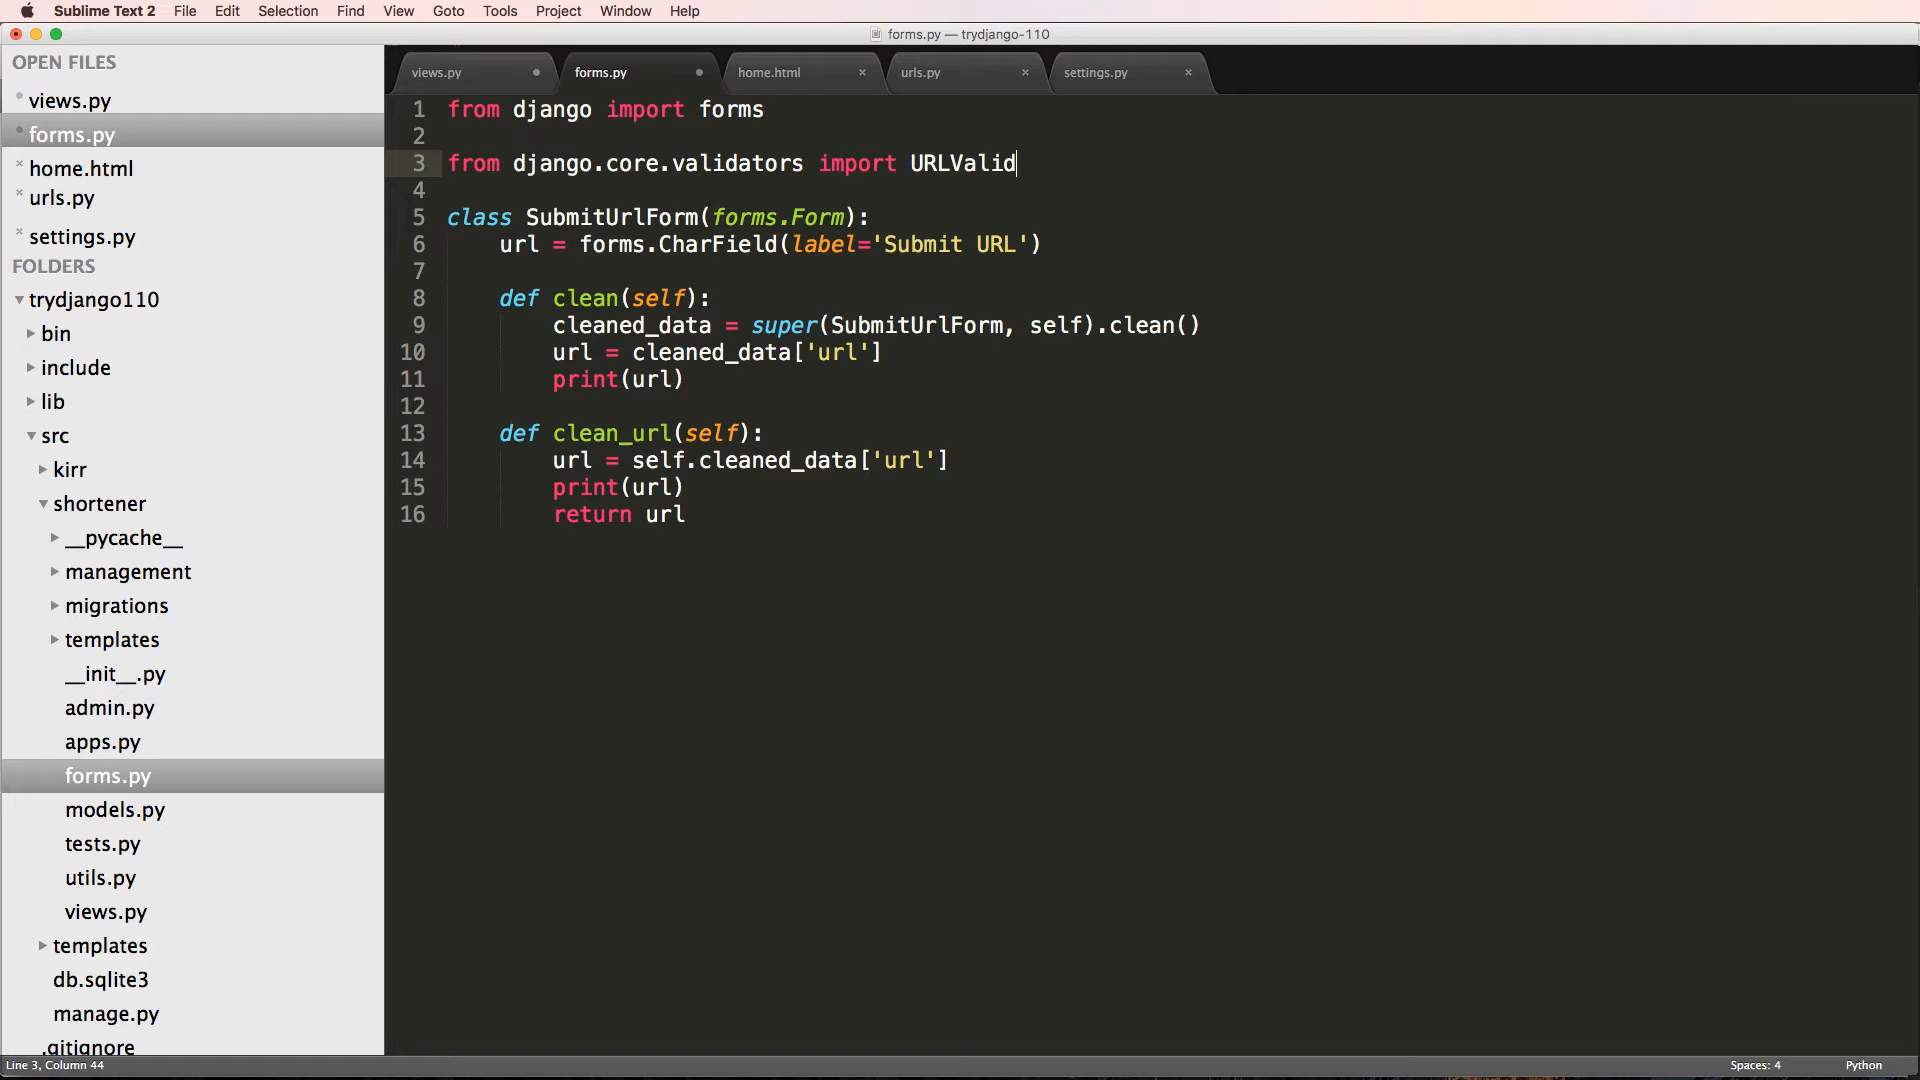 Sublime Text 2 File Edit Selection Find View Goto Tools Project Window Help
forms.py — trydjango-110
OPEN FILES
views.py
forms.py
home.html
urls.py
settings.py
FOLDERS
trydjango110
bin
include
lib
src
kirr
shortener
__pycache__
management
migrations
templates
__init__.py
admin.py
apps.py
forms.py
models.py
tests.py
utils.py
views.py
templates
db.sqlite3
manage.py
.gitignore
views.py forms.py home.html urls.py settings.py
1 from django import forms
2
3 from django.core.validators import URLValid
4
5 class SubmitUrlForm(forms.Form):
6     url = forms.CharField(label='Submit URL')
7
8     def clean(self):
9         cleaned_data = super(SubmitUrlForm, self).clean()
10         url = cleaned_data['url']
11         print(url)
12
13     def clean_url(self):
14         url = self.cleaned_data['url']
15         print(url)
16         return url
Line 3, Column 44 Spaces: 4 Python